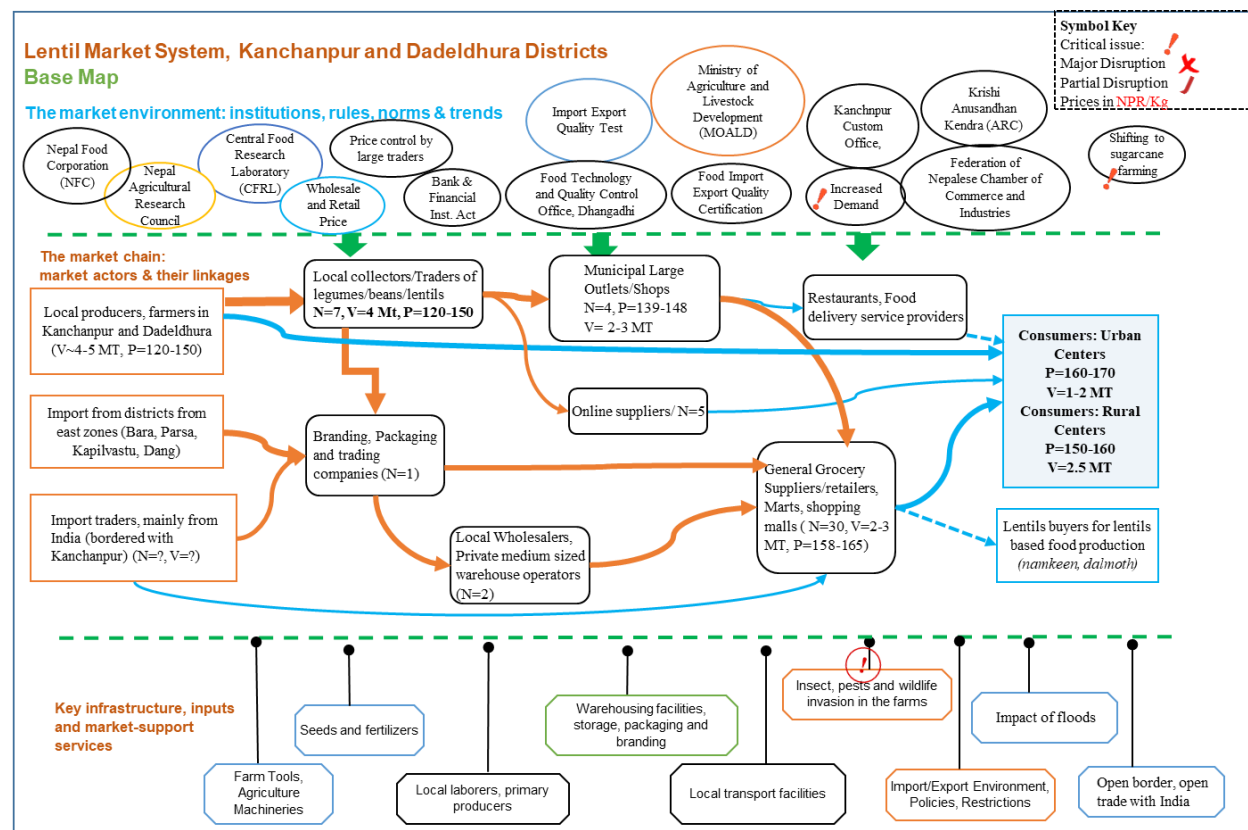 Lentil Market System, Kanchanpur and Dadeldhura Districts
Base Map
The market environment: institutions, rules, norms & trends
Symbol Key
Critical issue:
Major Disruption
Partial Disruption
Prices in NPR/Kg
Nepal Food
Corporation
(NFC)
Nepal
Agricultural
Research
Council
Central Food
Research
Laboratory
(CFRL)
Wholesale
and Retail
Price
Price control by
large traders
Bank &
Financial
Inst. Act
Import Export
Quality Test
Food Technology
and Quality Control
Office, Dhangadhi
Ministry of
Agriculture and
Livestock
Development
(MOALD)
Food Import
Export Quality
Certification
Kanchnpur
Custom
Office,
Increased
Demand
Krishi
Anusandhan
Kendra (ARC)
Federation of
Nepalese Chamber of
Commerce and
Industries
Shifting to
sugarcane
farming
The market chain:
market actors & their linkages
Local producers, farmers in
Kanchanpur and Dadeldhura
(V~4-5 MT, P=120-150)
Import from districts from
east zones (Bara, Parsa,
Kapilvastu, Dang)
Import traders, mainly from
India (bordered with
Kanchanpur) (N=?, V=?)
Local collectors/Traders of
legumes/beans/lentils
N=7, V=4 Mt, P=120-150
Branding, Packaging
and trading
companies (N=1)
Local Wholesalers,
Private medium sized
warehouse operators
(N=2)
Municipal Large
Outlets/Shops
N=4, P=139-148
V= 2-3 MT
Online suppliers/ N=5
General Grocery
Suppliers/retailers,
Marts, shopping
malls ( N=30, V=2-3
MT, P=158-165)
Restaurants, Food
delivery service providers
Consumers: Urban
Centers
P=160-170
V=1-2 MT
Consumers: Rural
Centers
P=150-160
V=2.5 MT
Lentils buyers for lentils
based food production
(namkeen, dalmoth)
Key infrastructure, inputs
and market-support
services
Farm Tools,
Agriculture
Machineries
Seeds and fertilizers
Local laborers, primary
producers
Warehousing facilities,
storage, packaging and
branding
Local transport facilities
Insect, pests and wildlife
invasion in the farms
Import/Export Environment,
Policies, Restrictions
Impact of floods
Open border, open
trade with India